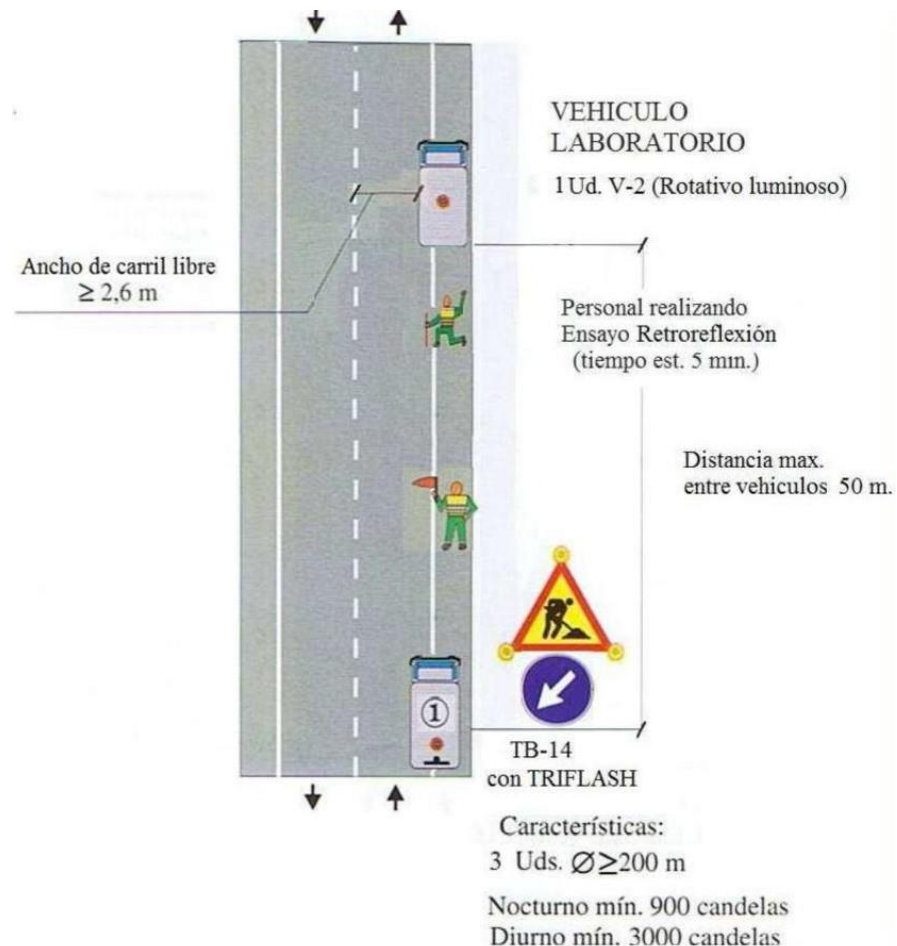 VEHICULO
LABORATORIO
1 Ud. V-2 (Rotativo luminoso)
Ancho de carril libre
≥ 2,6 m
Personal realizando
Ensayo Retroreflexión
(tiempo est. 5 min.)
Distancia max.
entre vehiculos 50 m.
1
TB-14
con TRIFLASH
Características:
3 Uds. Ø≥200 m
Nocturno mín. 900 candelas
Diurno mín. 3000 candelas